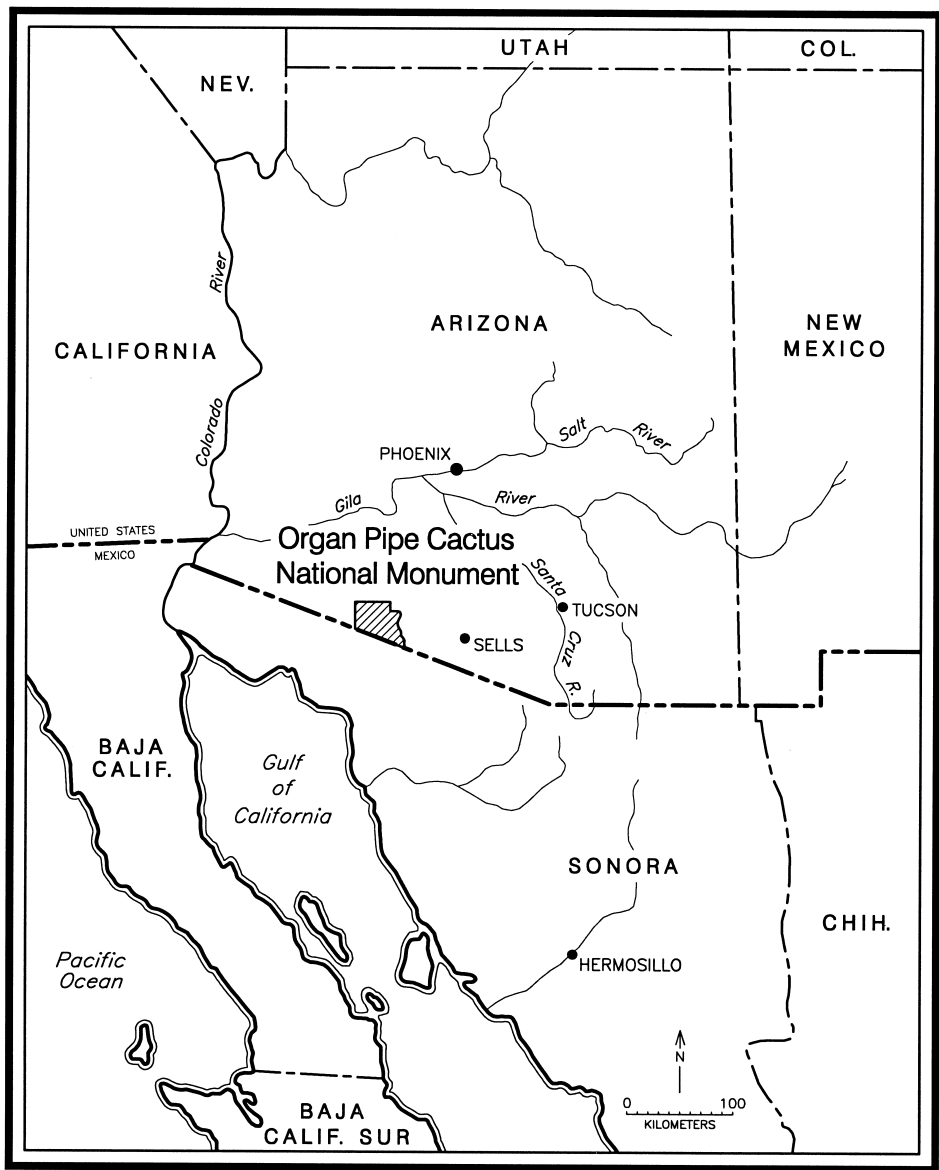 UTAH
COL.
NEV.
River
ARIZONA
NEW
MEXICO
CALIFORNIA
Colorado
Salt
River
PHOENIX
Gila
River
UNITED STATES
MEXICO
Organ Pipe Cactus
National Monument
Santa
TUCSON
Cruz
SELLS
R.
BAJA
CALIF.
Gulf
of
California
SONORA
CHIH.
Pacific
Ocean
HERMOSILLO
N
0 100
KILOMETERS
BAJA
CALIF. SUR